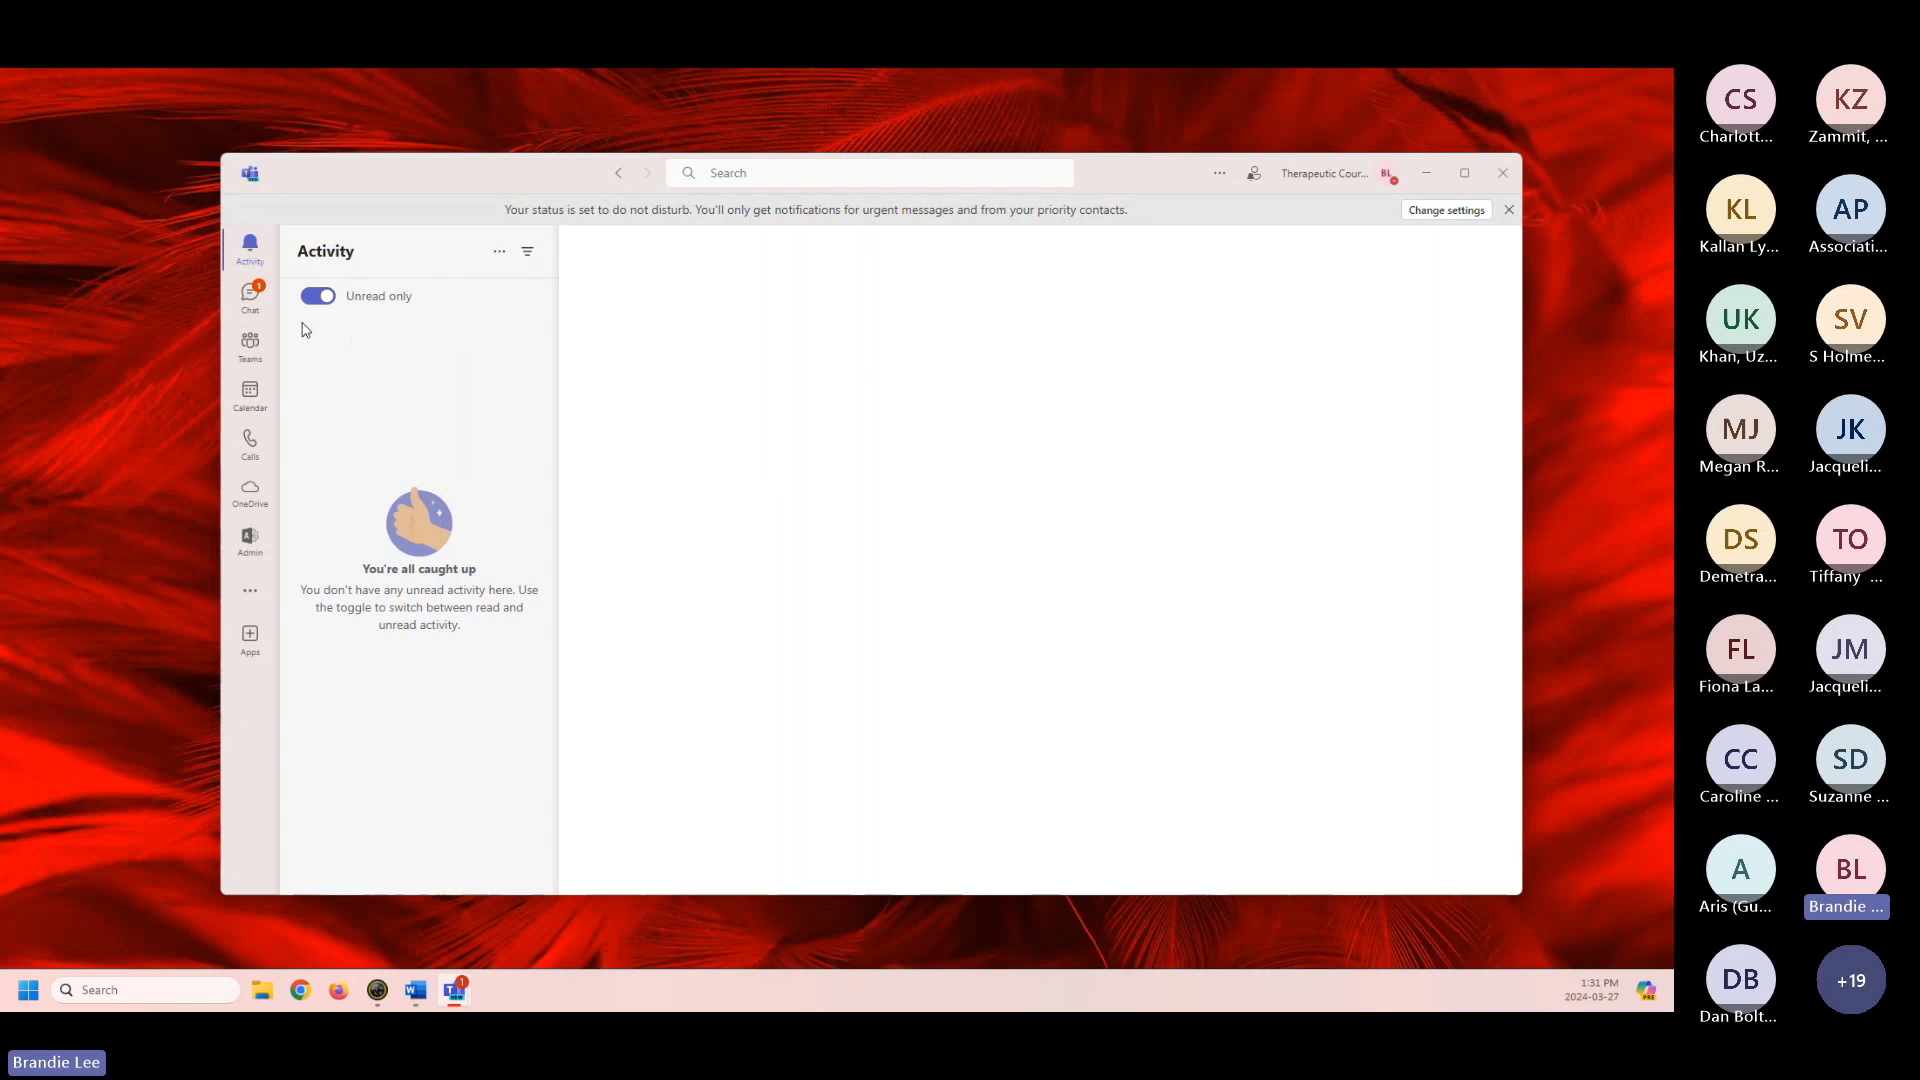 Search
Therapeutic Cour...
BL
Your status is set to do not disturb. You'll only get notifications for urgent messages and from your priority contacts.
Change settings
Activity
Chat
1
Teams
Calendar
Calls
OneDrive
Admin
Apps
Activity
Unread only
You're all caught up
You don't have any unread activity here. Use
the toggle to switch between read and
unread activity.
Search
1
1:31 PM
2024-03-27
Brandie Lee
CS
Charlott...
KZ
Zammit, ...
KL
Kallan Ly...
AP
Associati...
UK
Khan, Uz...
SV
S Holme...
MJ
Megan R...
JK
Jacqueli...
DS
Demetra...
TO
Tiffany ...
FL
Fiona La...
JM
Jacqueli...
CC
Caroline ...
SD
Suzanne ...
A
Aris (Gu...
BL
Brandie ...
DB
Dan Bolt...
+19